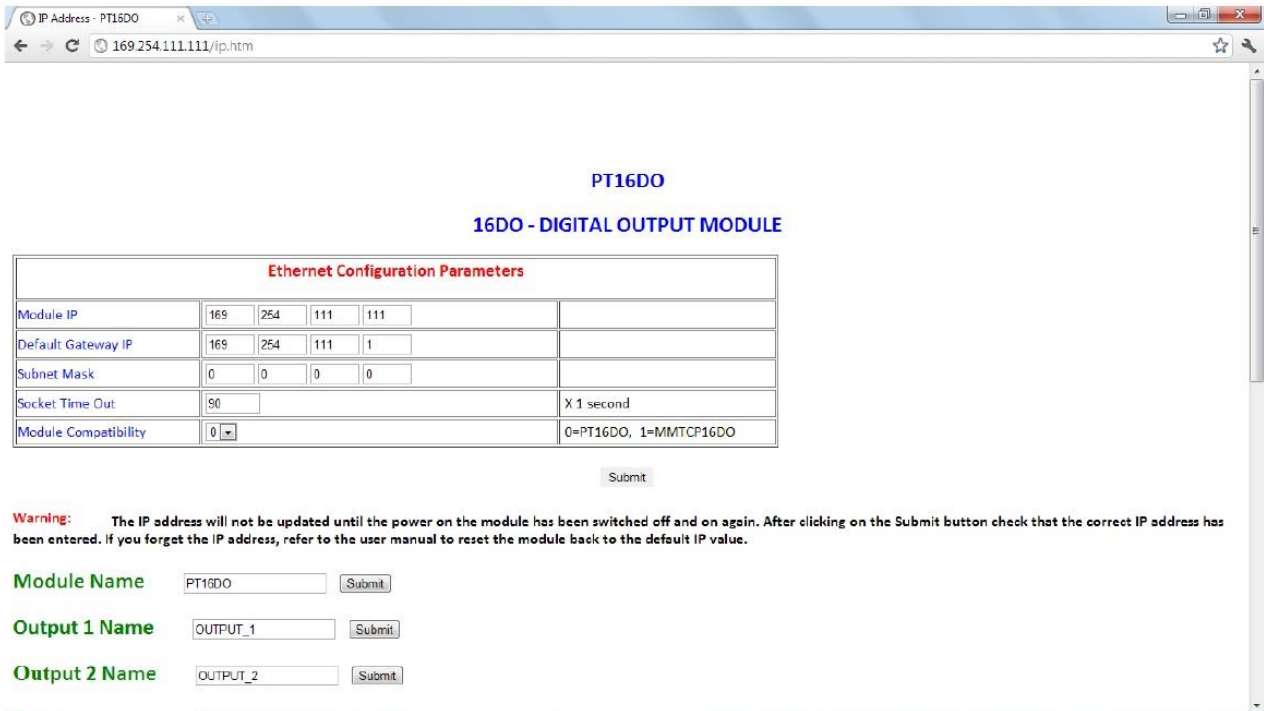 IP Address - PT16DO
169.254.111.111/ip.htm
PT16DO
16DO - DIGITAL OUTPUT MODULE
Ethernet Configuration Parameters
Module IP 169 254 111 111
Default Gateway IP 169 254 111 1
Subnet Mask 0 0 0 0
Socket Time Out 90 X 1 second
Module Compatibility 0 0=PT16DO, 1=MMTCP16DO
Submit
Warning: The IP address will not be updated until the power on the module has been switched off and on again. After clicking on the Submit button check that the correct IP address has
been entered. If you forget the IP address, refer to the user manual to reset the module back to the default IP value.
Module Name PT16DO Submit
Output 1 Name OUTPUT_1 Submit
Output 2 Name OUTPUT_2 Submit